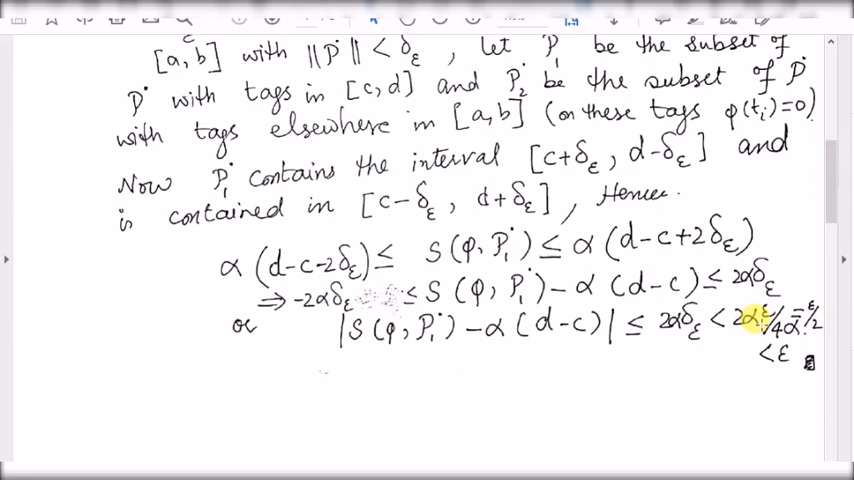 [a, b] with ||Ṗ|| < δ_ε , let Ṗ₁ be the subset of
Ṗ with tags in [c, d] and Ṗ₂ be the subset of Ṗ
with tags elsewhere in [a, b] (on these tags φ(tᵢ)=0).
Now Ṗ₁ contains the interval [c+δ_ε, d-δ_ε] and
is contained in [c-δ_ε, d+δ_ε], Hence
α (d-c-2δ_ε) ≤ S(φ, Ṗ₁) ≤ α (d-c+2δ_ε)
⇒ -2αδ_ε ≤ S (φ, Ṗ₁) - α (d-c) ≤ 2αδ_ε
or |S (φ, Ṗ₁) - α (d-c)| ≤ 2αδ_ε < 2α ε/4α = ε/2
< ε